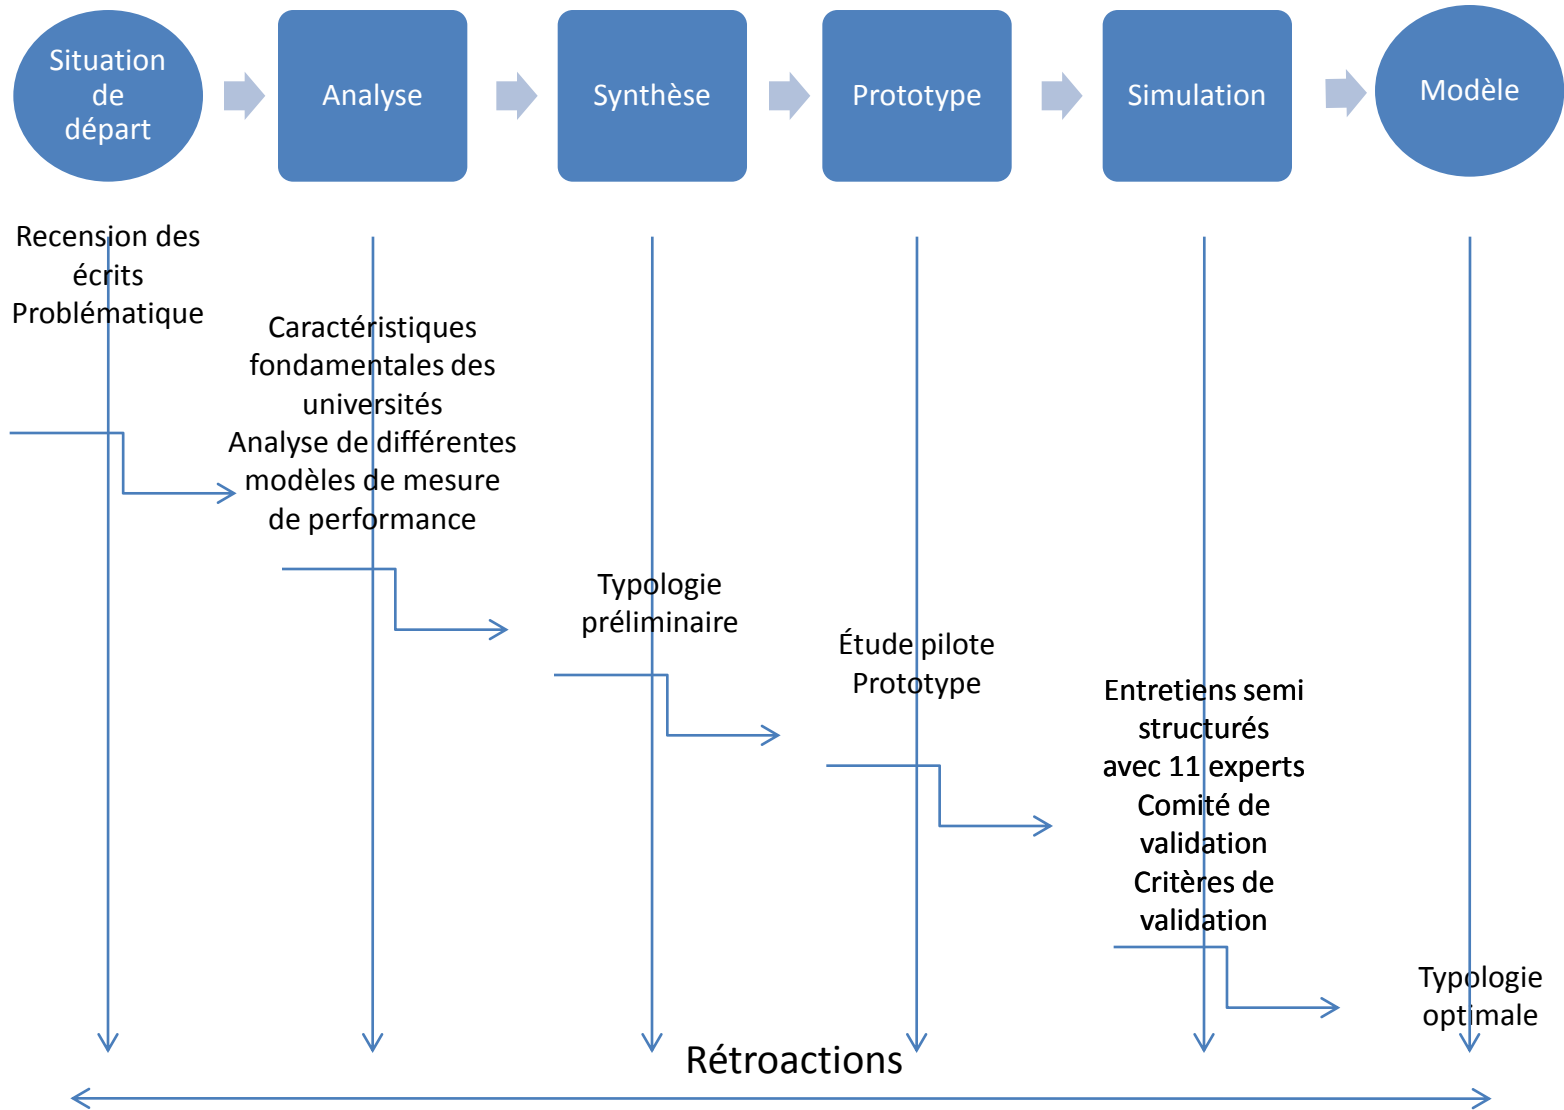 Situation
de
départ
Analyse
Synthèse
Prototype
Simulation
Modèle
Recension des
écrits
Problématique
Caractéristiques
fondamentales des
universités
Analyse de différentes
modèles de mesure
de performance
Typologie
préliminaire
Étude pilote
Prototype
Entretiens semi
structurés
avec 11 experts
Comité de
validation
Critères de
validation
Typologie
optimale
Rétroactions